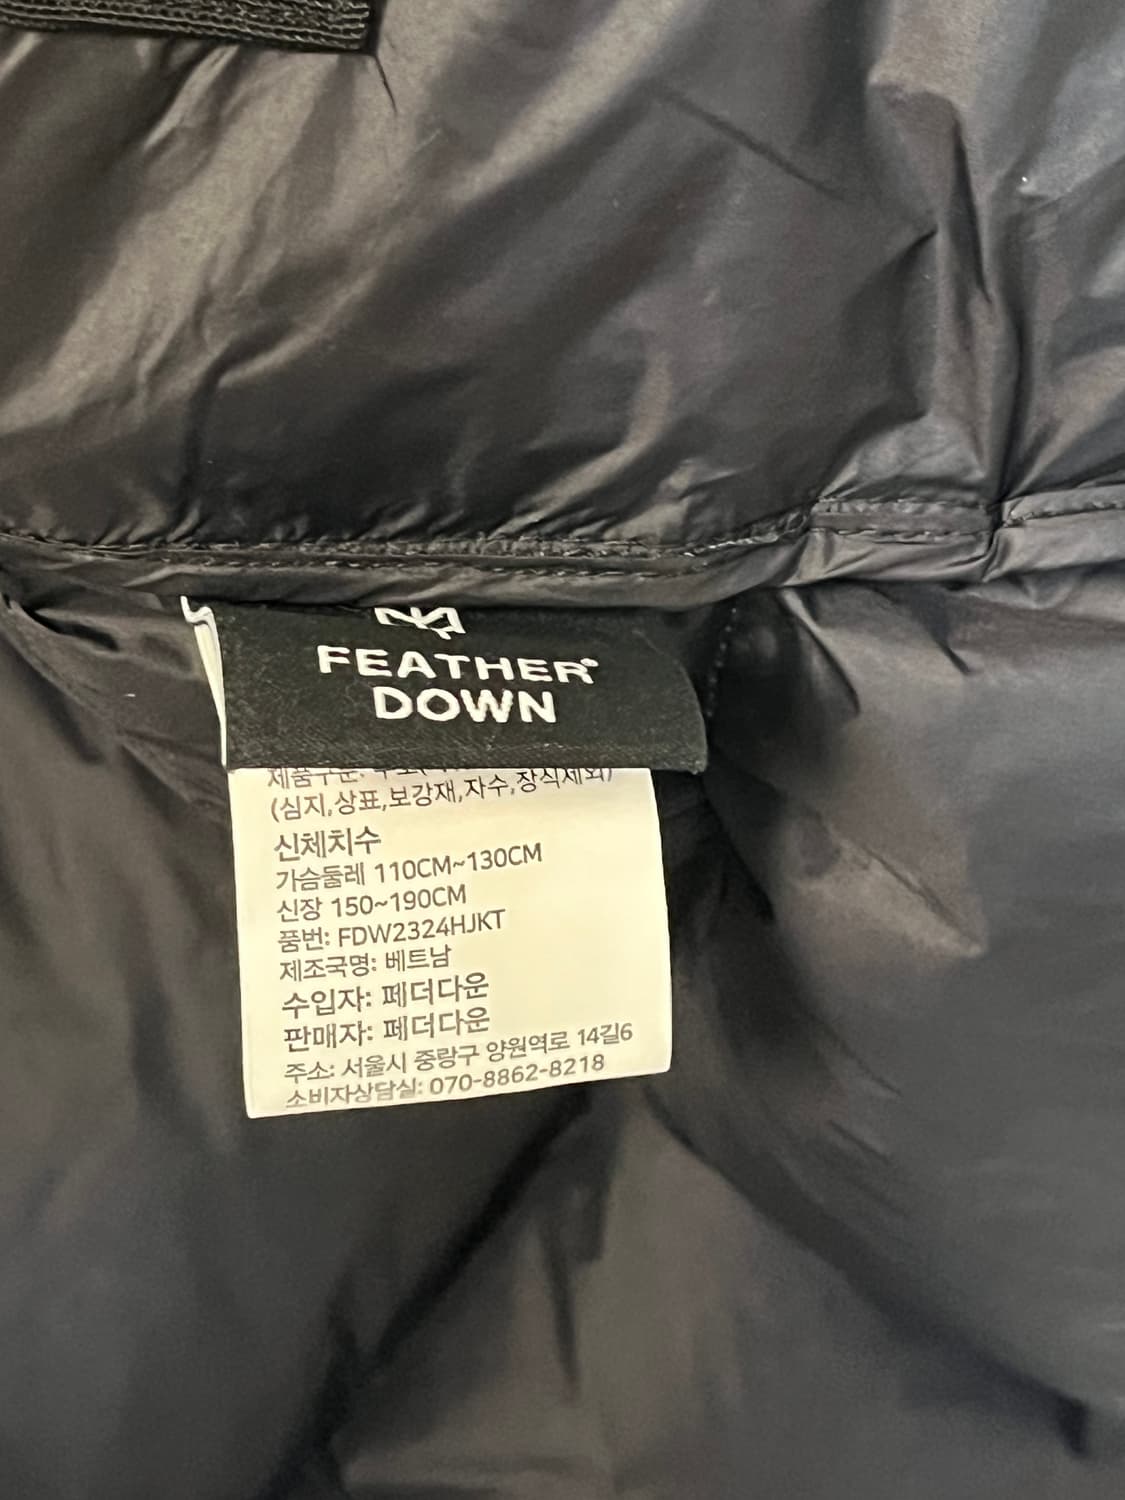 FEATHER
DOWN
제품구분:
(심지,상표,보강재,자수,장식제외)
신체치수
가슴둘레 110CM~130CM
신장 150~190CM
품번: FDW2324HJKT
제조국명: 베트남
수입자: 페더다운
판매자: 페더다운
주소: 서울시 중랑구 양원역로 14길6
소비자상담실: 070-8862-8218